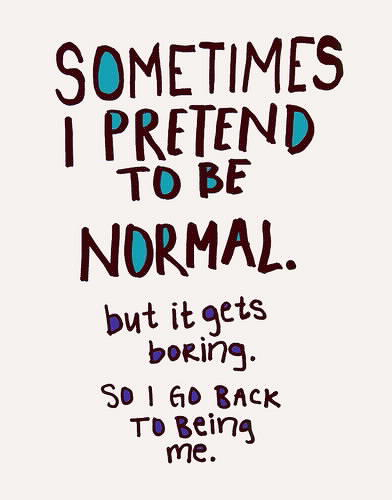 SOMETIMES
I PRETEND
TO BE
NORMAL.
but it gets
boring.
SO I GO BACK
TO Being
me.